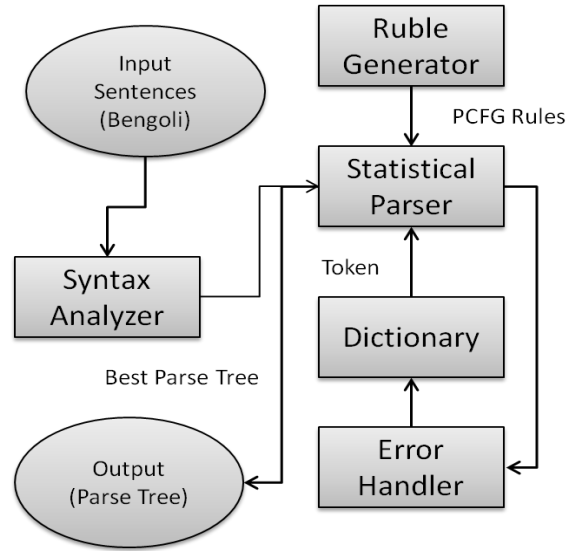 Input
Sentences
(Bengoli)
Ruble
Generator
PCFG Rules
Statistical
Parser
Syntax
Analyzer
Token
Dictionary
Best Parse Tree
Output
(Parse Tree)
Error
Handler